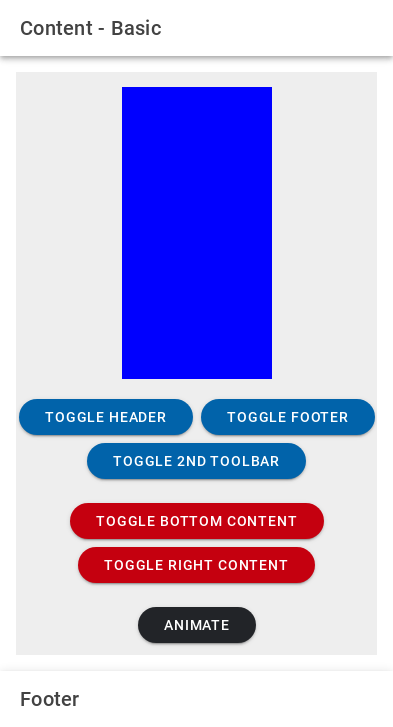 Content - Basic
TOGGLE HEADER TOGGLE FOOTER
TOGGLE 2ND TOOLBAR
TOGGLE BOTTOM CONTENT
TOGGLE RIGHT CONTENT
ANIMATE
Footer